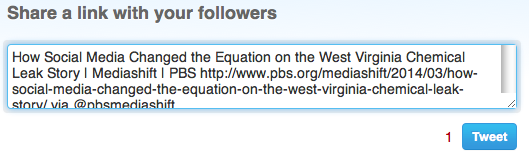 Share a link with your followers
How Social Media Changed the Equation on the West Virginia Chemical
Leak Story | Mediashift | PBS http://www.pbs.org/mediashift/2014/03/how-
social-media-changed-the-equation-on-the-west-virginia-chemical-leak-
story/ via @pbsmediashift
1 Tweet